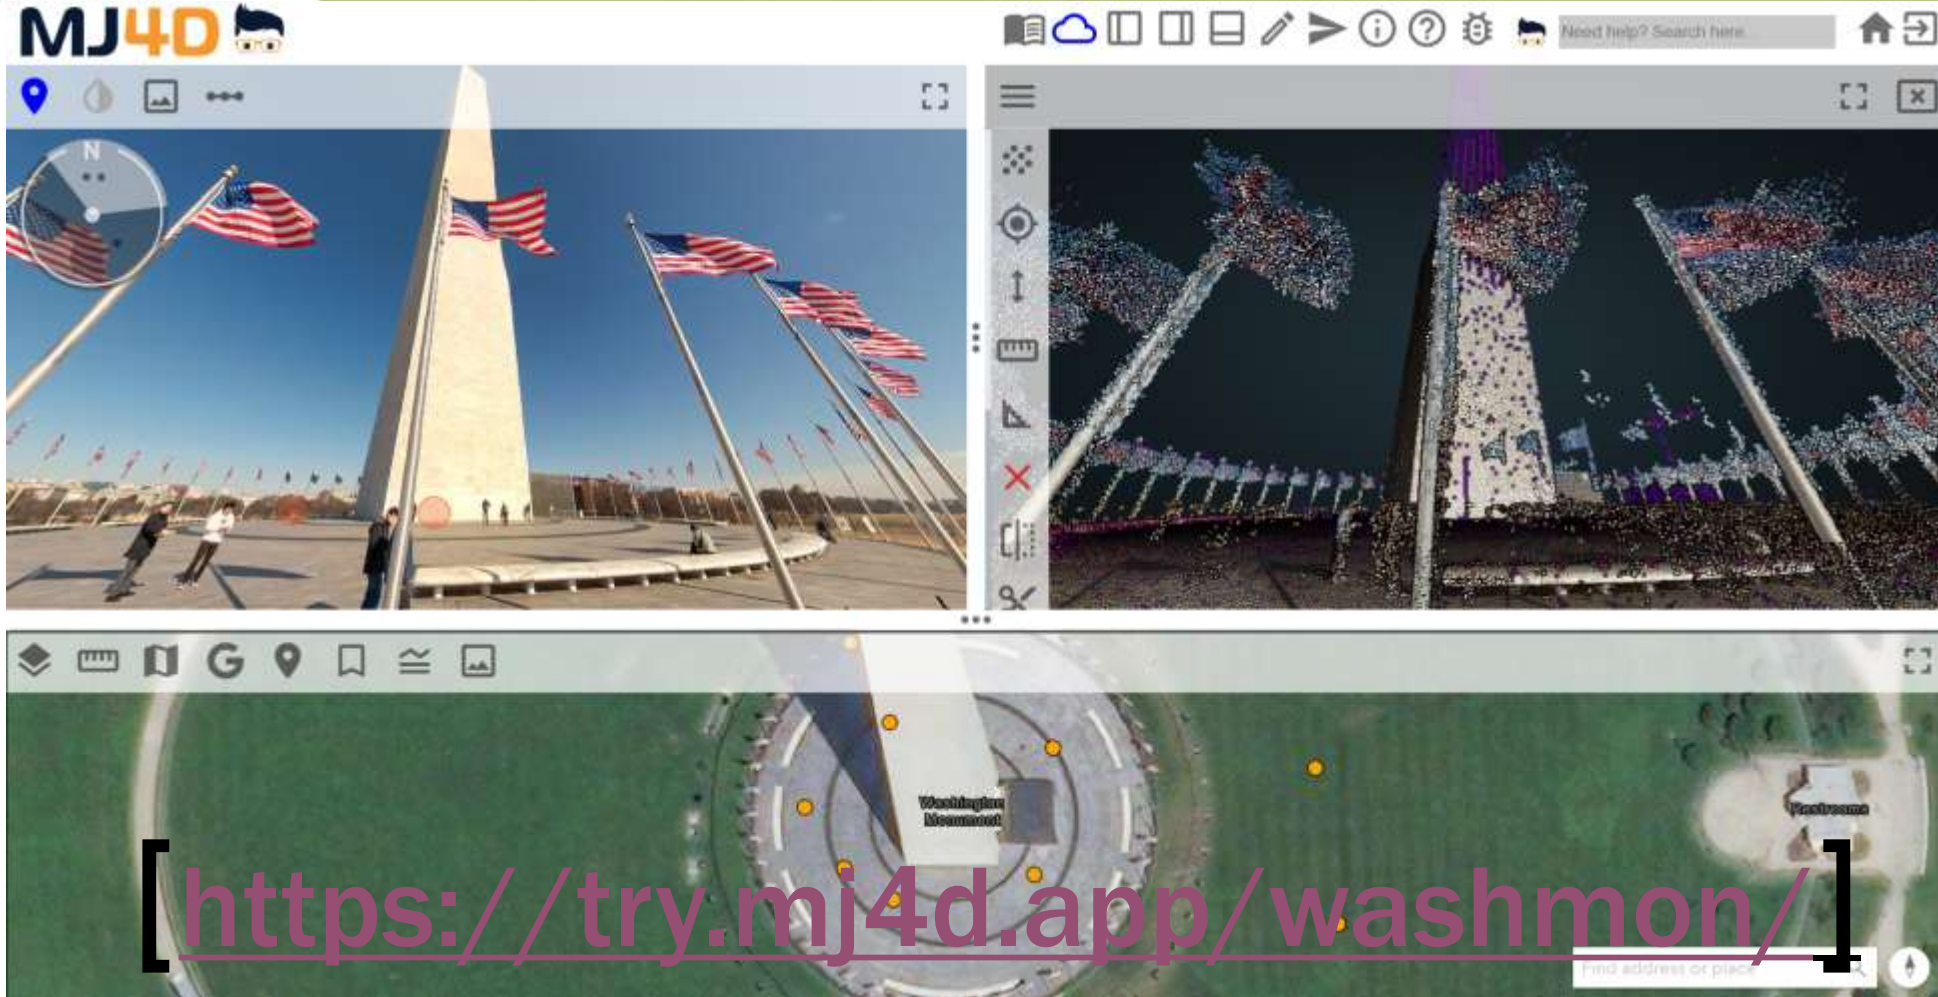 MJ4D
Need help? Search here...
N
G
Washington
Monument
Restrooms
[https://try.mj4d.app/washmon/]
Find address or place